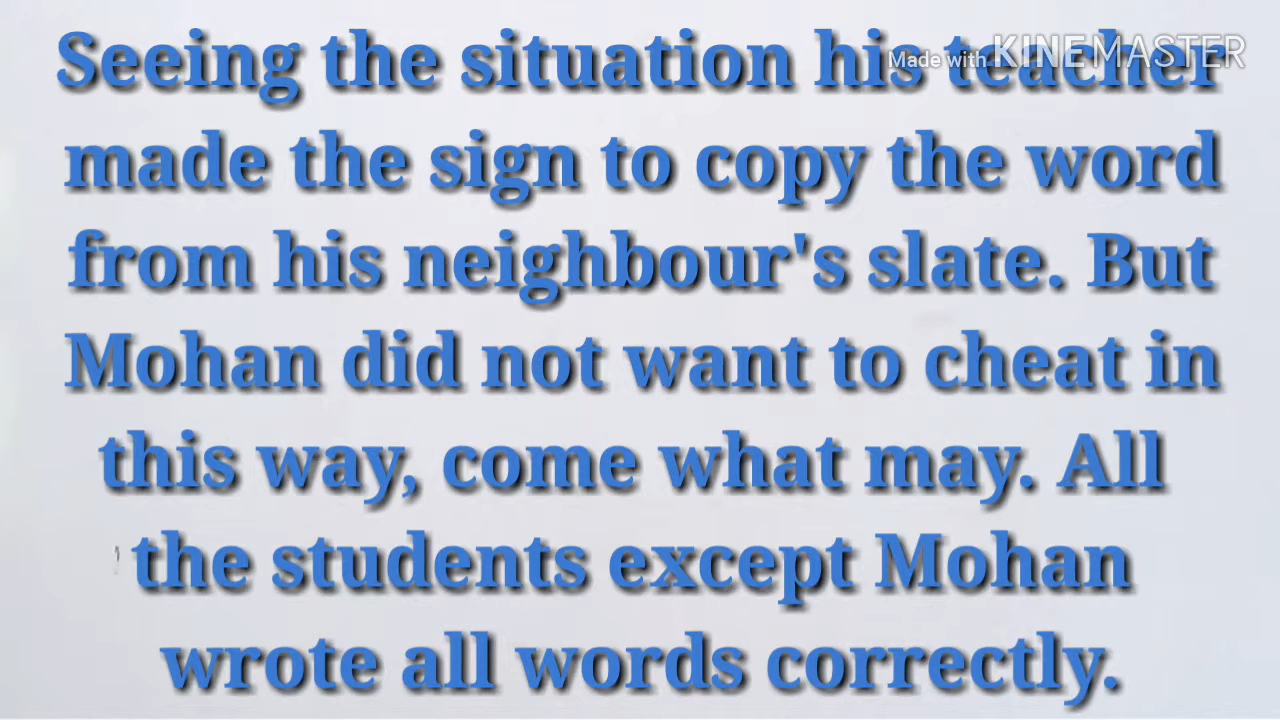 Seeing the situation his teacher
Made with KINEMASTER
made the sign to copy the word
from his neighbour's slate. But
Mohan did not want to cheat in
this way, come what may. All
the students except Mohan
wrote all words correctly.